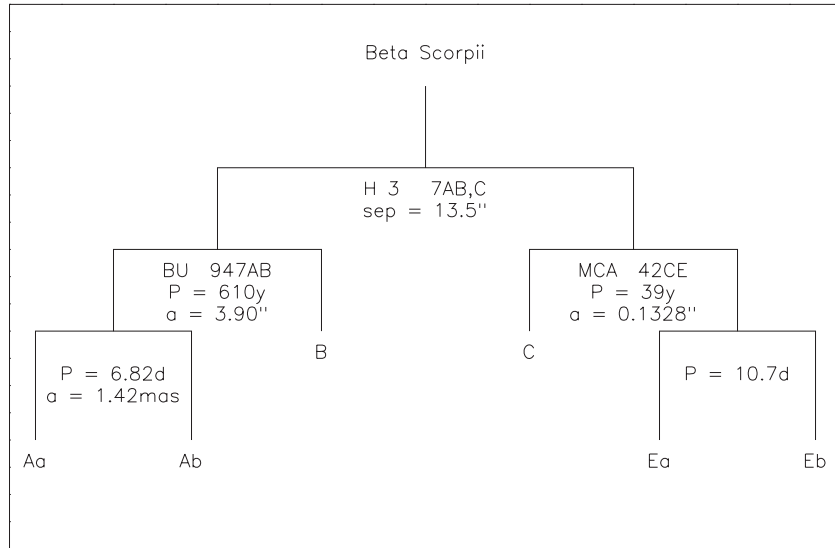 Beta Scorpii
H 3 7AB,C
sep = 13.5"
BU 947AB
P = 610y
a = 3.90"
MCA 42CE
P = 39y
a = 0.1328"
B
C
P = 6.82d
a = 1.42mas
P = 10.7d
Aa
Ab
Ea
Eb